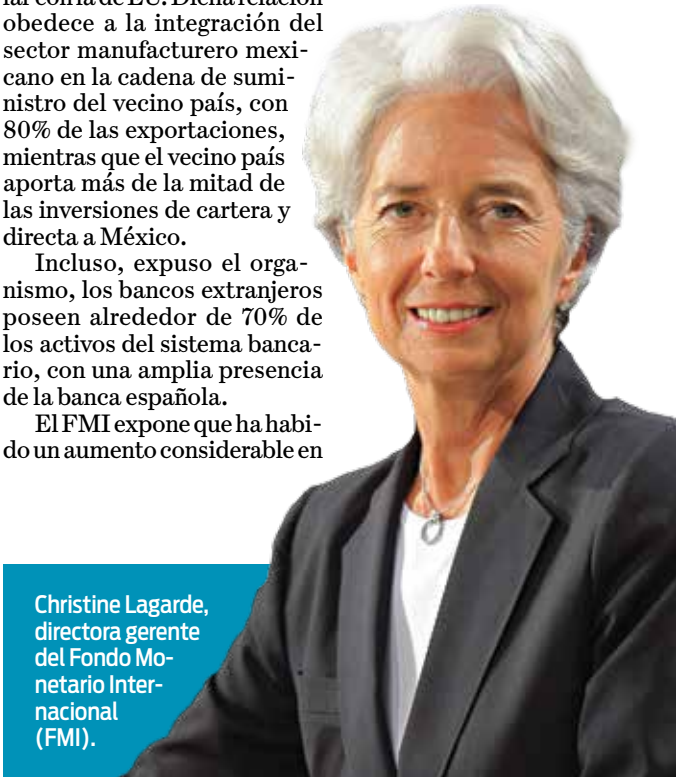 obedece a la integración del
sector manufacturero mexi-
cano en la cadena de sumi-
nistro del vecino país, con
80% de las exportaciones,
mientras que el vecino país
aporta más de la mitad de
las inversiones de cartera y
directa a México.
Incluso, expuso el orga-
nismo, los bancos extranjeros
poseen alrededor de 70% de
los activos del sistema banca-
rio, con una amplia presencia
de la banca española.
El FMI expone que ha habi-
do un aumento considerable en
Christine Lagarde,
directora gerente
del Fondo Mo-
netario Inter-
nacional
(FMI).